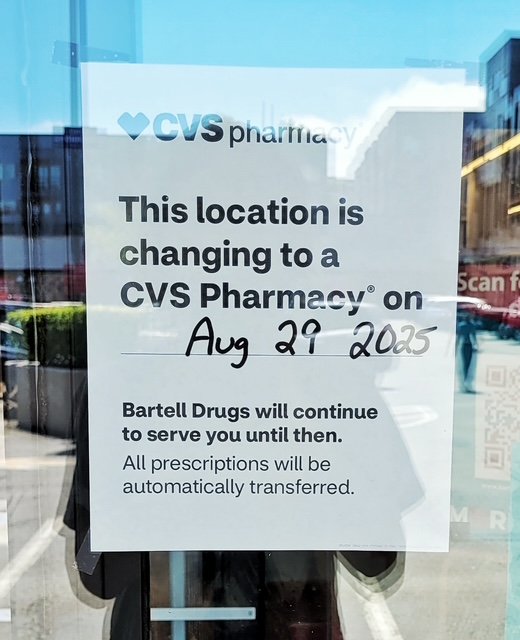 CVS pharmacy
This location is
changing to a
CVS Pharmacy® on
Aug 29 2025
Bartell Drugs will continue
to serve you until then.
All prescriptions will be
automatically transferred.
Scan